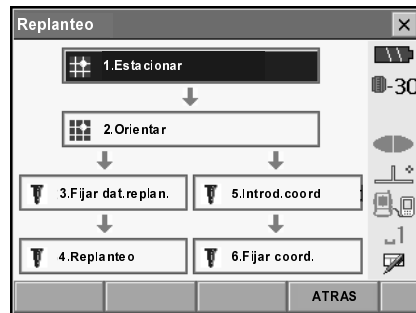 Replanteo
1.Estacionar
-30
2.Orientar
3.Fijar dat.replan.
5.Introd.coord
4.Replanteo
6.Fijar coord.
1
ATRAS